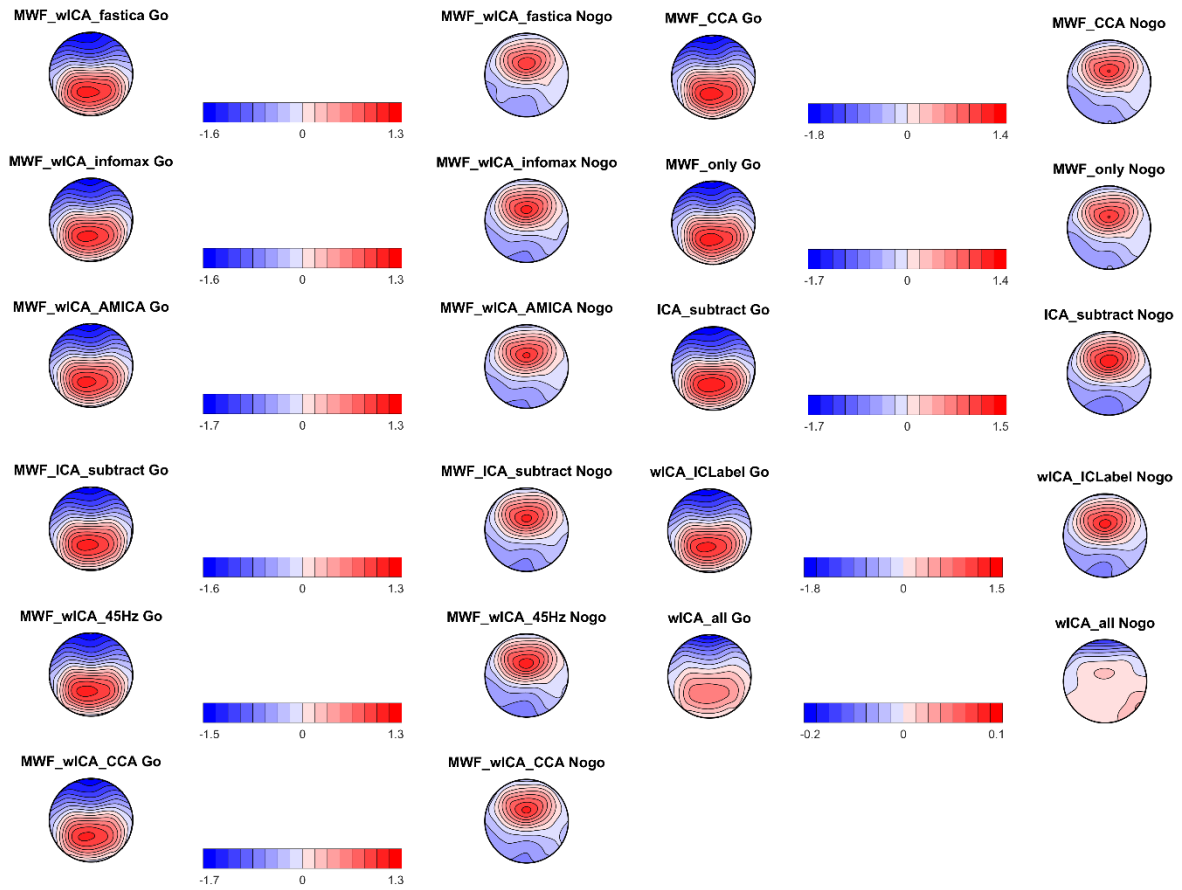 MWF_wICA_fastica Go
MWF_wICA_fastica Nogo
MWF_CCA Go
MWF_CCA Nogo
-1.6 0 1.3
-1.8 0 1.4
MWF_wICA_infomax Go
MWF_wICA_infomax Nogo
MWF_only Go
MWF_only Nogo
-1.6 0 1.3
-1.7 0 1.4
MWF_wICA_AMICA Go
MWF_wICA_AMICA Nogo
ICA_subtract Go
ICA_subtract Nogo
-1.7 0 1.3
-1.7 0 1.5
MWF_ICA_subtract Go
MWF_ICA_subtract Nogo
wICA_ICLabel Go
wICA_ICLabel Nogo
-1.6 0 1.3
-1.8 0 1.5
MWF_wICA_45Hz Go
MWF_wICA_45Hz Nogo
wICA_all Go
wICA_all Nogo
-1.5 0 1.3
-0.2 0 0.1
MWF_wICA_CCA Go
MWF_wICA_CCA Nogo
-1.7 0 1.3